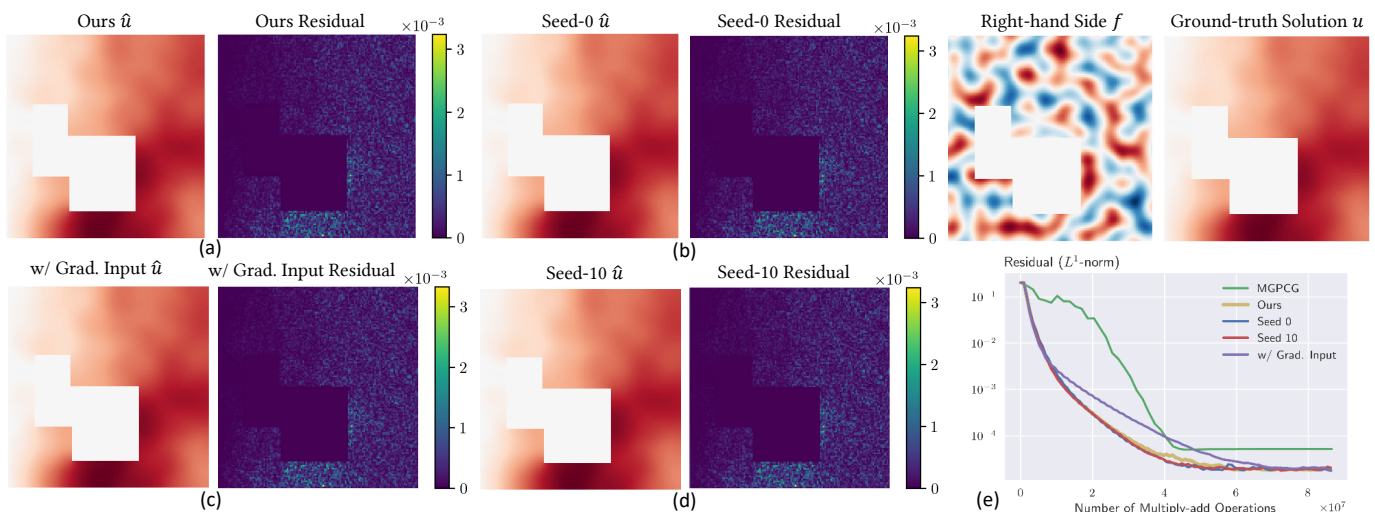 Ours û
Ours Residual
×10⁻³
3
2
1
0
(a)
Seed-0 û
Seed-0 Residual
×10⁻³
3
2
1
0
(b)
Right-hand Side f
Ground-truth Solution u
w/ Grad. Input û
w/ Grad. Input Residual
×10⁻³
3
2
1
0
(c)
Seed-10 û
Seed-10 Residual
×10⁻³
3
2
1
0
(d)
Residual (L¹-norm)
10⁻¹
10⁻²
10⁻³
10⁻⁴
MGPCG
Ours
Seed 0
Seed 10
w/ Grad. Input
0
2
4
6
8
×10⁷
Number of Multiply-add Operations
(e)